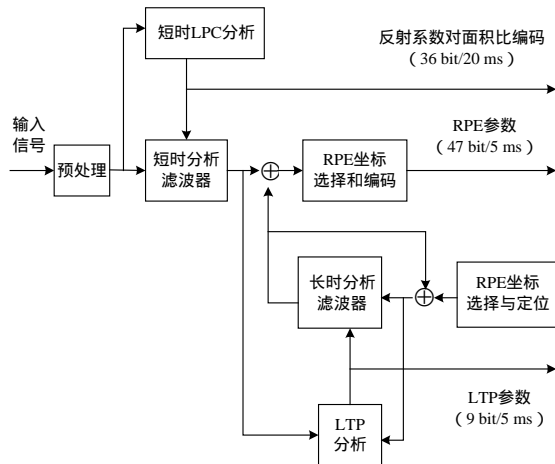 短时LPC分析
反射系数对面积比编码
（36 bit/20 ms）
输入
信号
预处理
短时分析
滤波器
RPE坐标
选择和编码
RPE参数
（47 bit/5 ms）
长时分析
滤波器
RPE坐标
选择与定位
LTP
分析
LTP参数
（9 bit/5 ms）